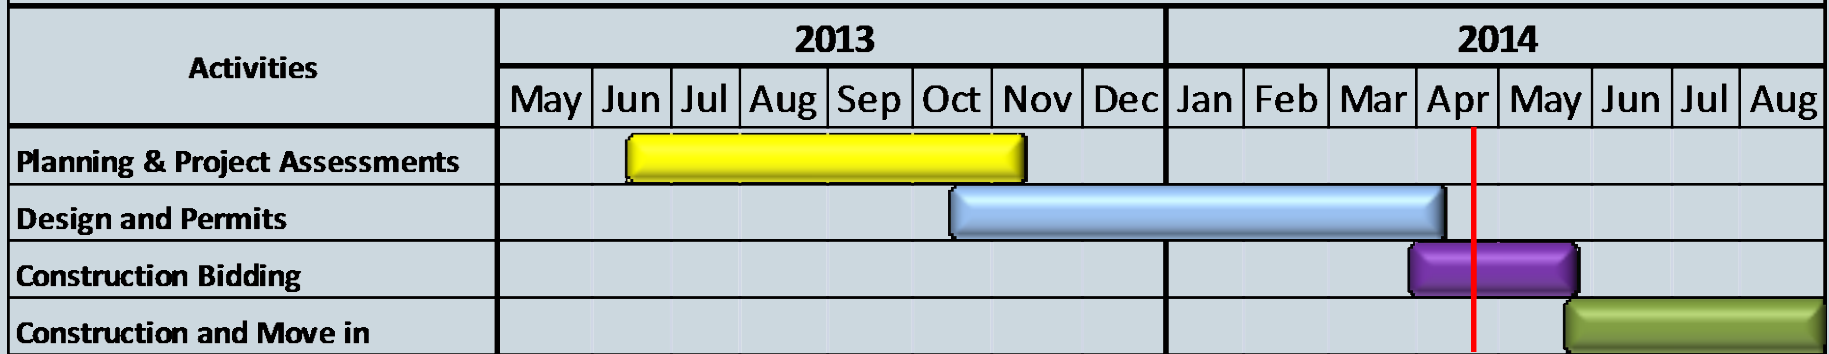 2013 2014
Activities
May Jun Jul Aug Sep Oct Nov Dec Jan Feb Mar Apr May Jun Jul Aug
Planning & Project Assessments
Design and Permits
Construction Bidding
Construction and Move in